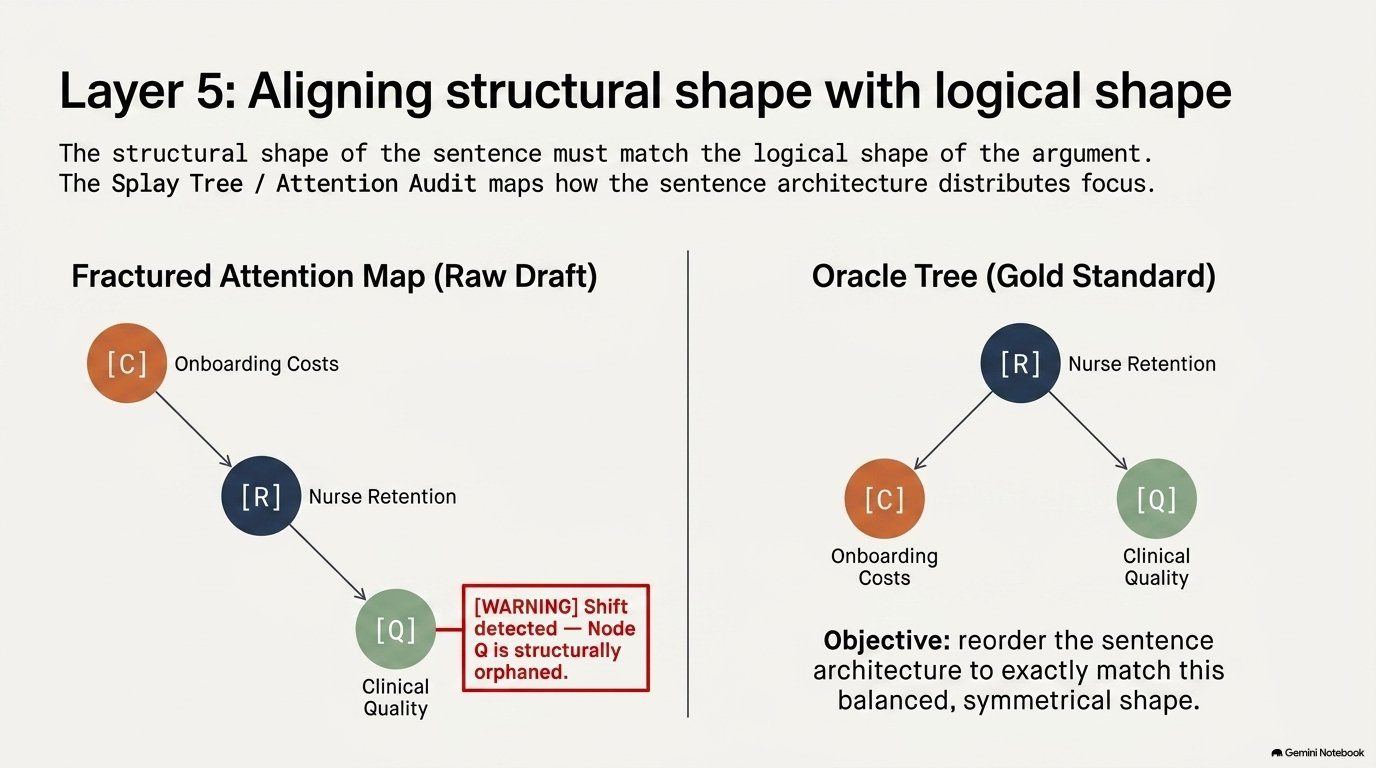 Layer 5: Aligning structural shape with logical shape
The structural shape of the sentence must match the logical shape of the argument.
The Splay Tree / Attention Audit maps how the sentence architecture distributes focus.
Fractured Attention Map (Raw Draft)
[C]
Onboarding Costs
[R]
Nurse Retention
[Q]
Clinical
Quality
[WARNING] Shift
detected — Node
Q is structurally
orphaned.
Oracle Tree (Gold Standard)
[R]
Nurse Retention
[C]
Onboarding
Costs
[Q]
Clinical
Quality
Objective: reorder the sentence
architecture to exactly match this
balanced, symmetrical shape.
Gemini Notebook